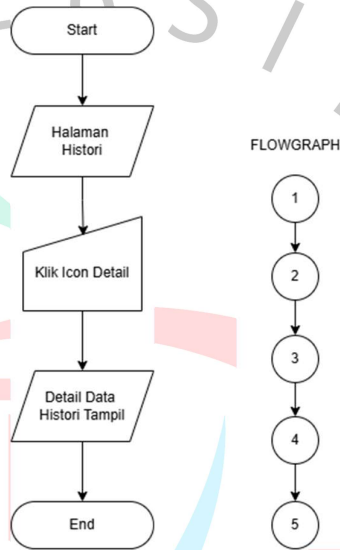 Start
Halaman
Histori
Klik Icon Detail
Detail Data
Histori Tampil
End
FLOWGRAPH
1
2
3
4
5